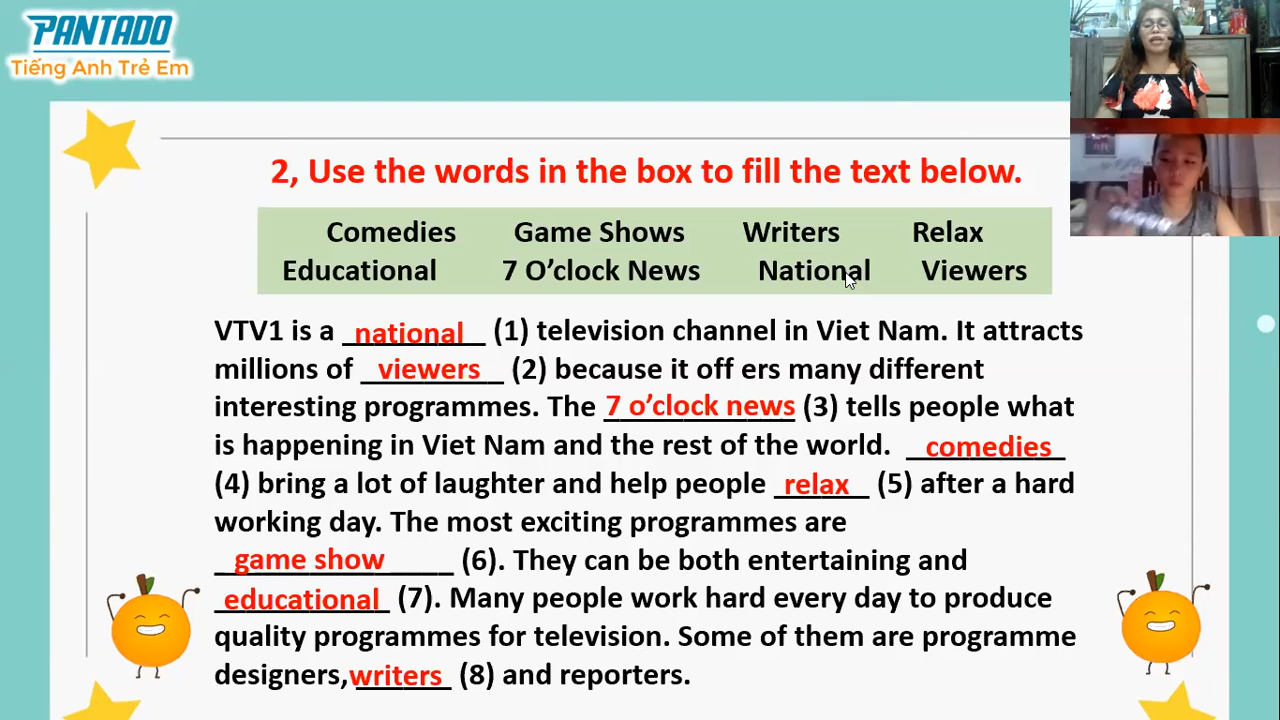 PANTADO
Tiếng Anh Trẻ Em
2, Use the words in the box to fill the text below.
Comedies Game Shows Writers Relax
Educational 7 O'clock News National Viewers
VTV1 is a national (1) television channel in Viet Nam. It attracts
millions of viewers (2) because it off ers many different
interesting programmes. The 7 o'clock news (3) tells people what
is happening in Viet Nam and the rest of the world. comedies
(4) bring a lot of laughter and help people relax (5) after a hard
working day. The most exciting programmes are
game show (6). They can be both entertaining and
educational (7). Many people work hard every day to produce
quality programmes for television. Some of them are programme
designers, writers (8) and reporters.